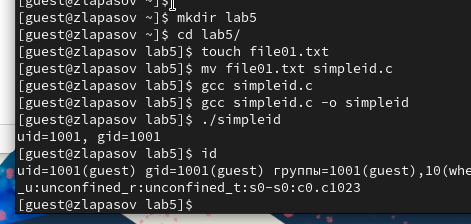 [guest@zlapasov ~]$
[guest@zlapasov ~]$ mkdir lab5
[guest@zlapasov ~]$ cd lab5/
[guest@zlapasov lab5]$ touch file01.txt
[guest@zlapasov lab5]$ mv file01.txt simpleid.c
[guest@zlapasov lab5]$ gcc simpleid.c
[guest@zlapasov lab5]$ gcc simpleid.c -o simpleid
[guest@zlapasov lab5]$ ./simpleid
uid=1001, gid=1001
[guest@zlapasov lab5]$ id
uid=1001(guest) gid=1001(guest) группы=1001(guest),10(whe
_u:unconfined_r:unconfined_t:s0-s0:c0.c1023
[guest@zlapasov lab5]$